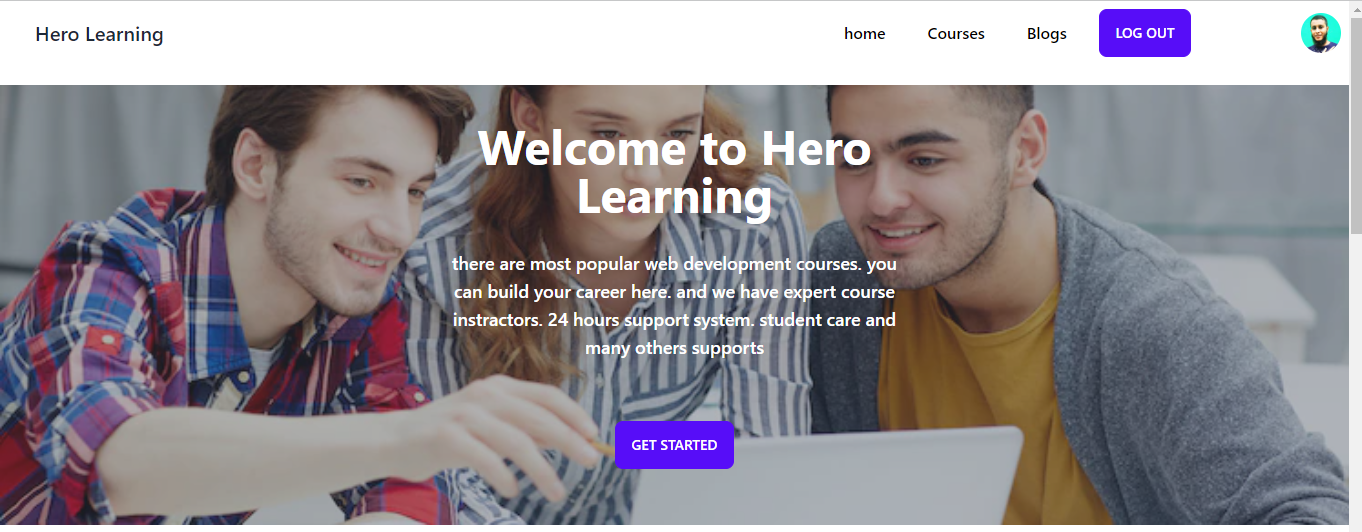 Hero Learning
home
Courses
Blogs
LOG OUT
Welcome to Hero
Learning
there are most popular web development courses. you
can build your career here. and we have expert course
instractors. 24 hours support system. student care and
many others supports
GET STARTED